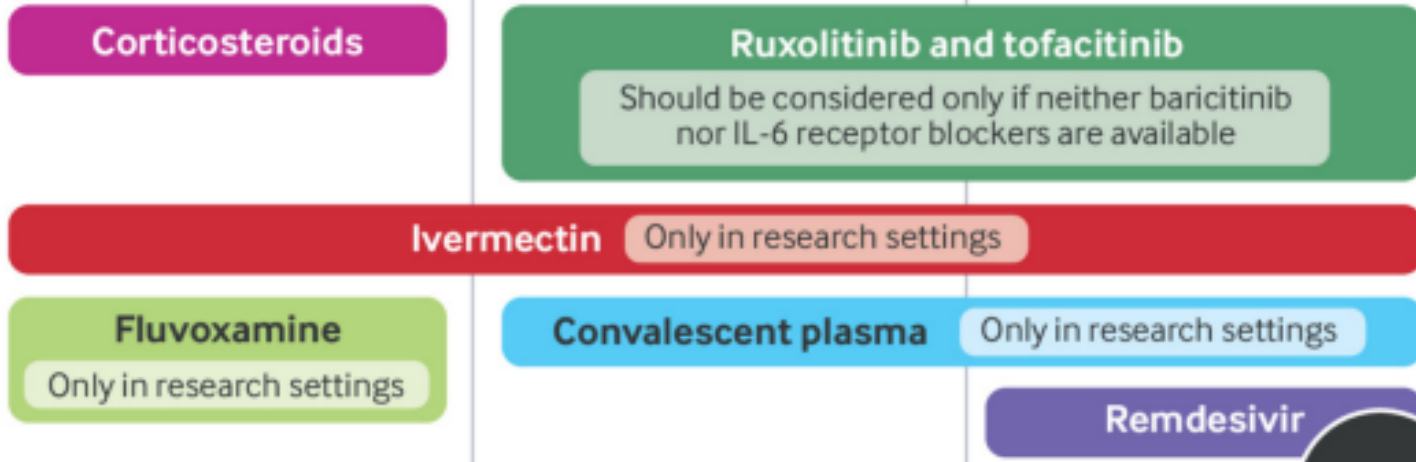 Corticosteroids
Ruxolitinib and tofacitinib
Should be considered only if neither baricitinib
nor IL-6 receptor blockers are available
Ivermectin Only in research settings
Fluvoxamine
Only in research settings
Convalescent plasma Only in research settings
Remdesivir